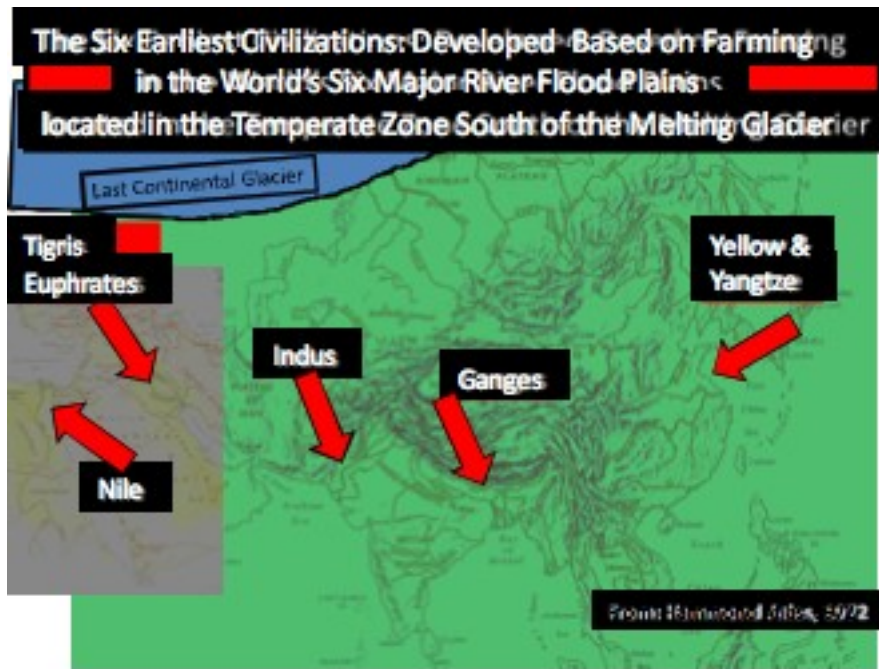 The Six Earliest Civilizations: Developed Based on Farming
in the World's Six Major River Flood Plains
located in the Temperate Zone South of the Melting Glacier
Last Continental Glacier
Tigris
Euphrates
Yellow &
Yangtze
Indus
Ganges
Nile